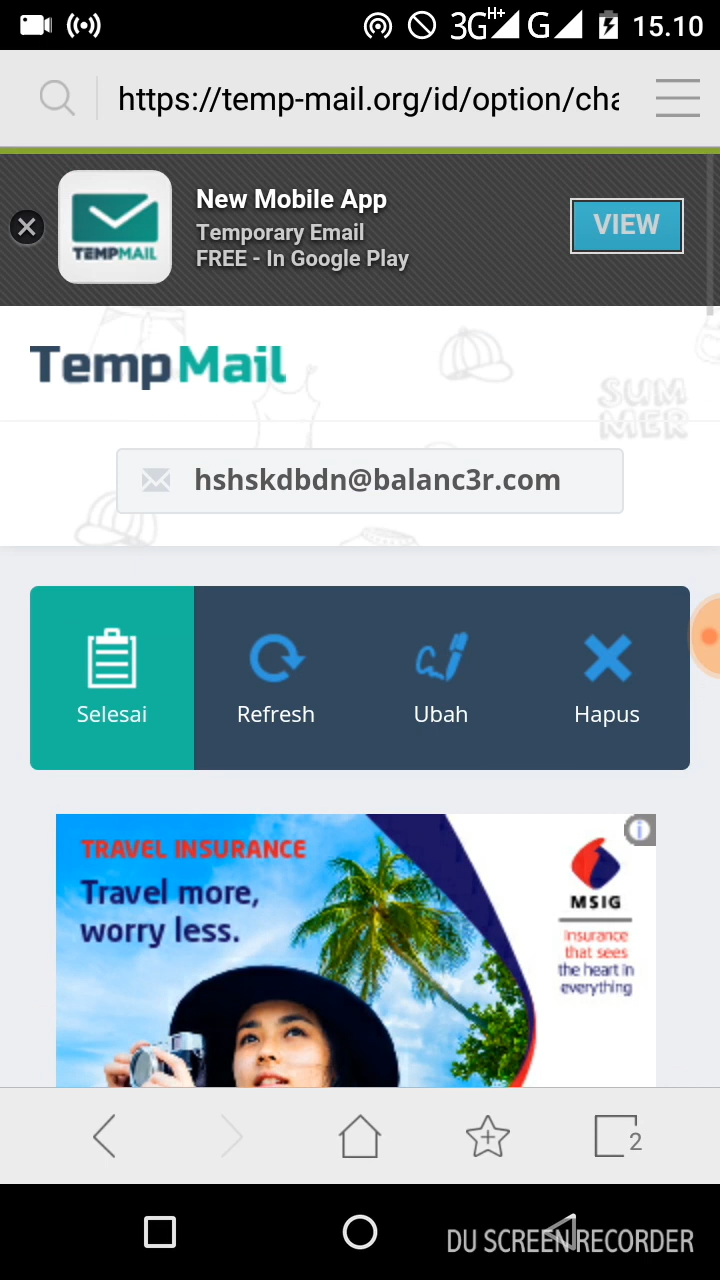 3G H+ G 15.10
https://temp-mail.org/id/option/cha
TEMPMAIL
New Mobile App
Temporary Email
FREE - In Google Play
VIEW
TempMail
SUM
MER
hshskdbdn@balanc3r.com
Selesai
Refresh
Ubah
Hapus
TRAVEL INSURANCE
Travel more,
worry less.
MSIG
Insurance
that sees
the heart in
everything
2
DU SCREEN RECORDER